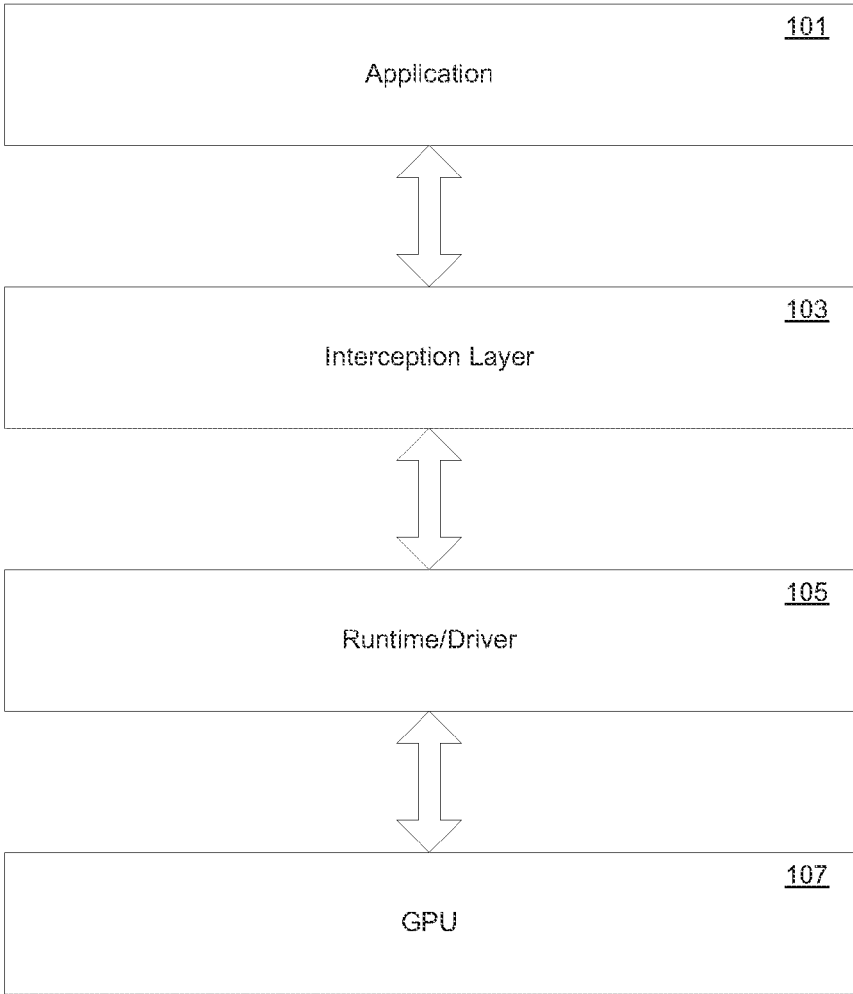 101
Application
103
Interception Layer
105
Runtime/Driver
107
GPU